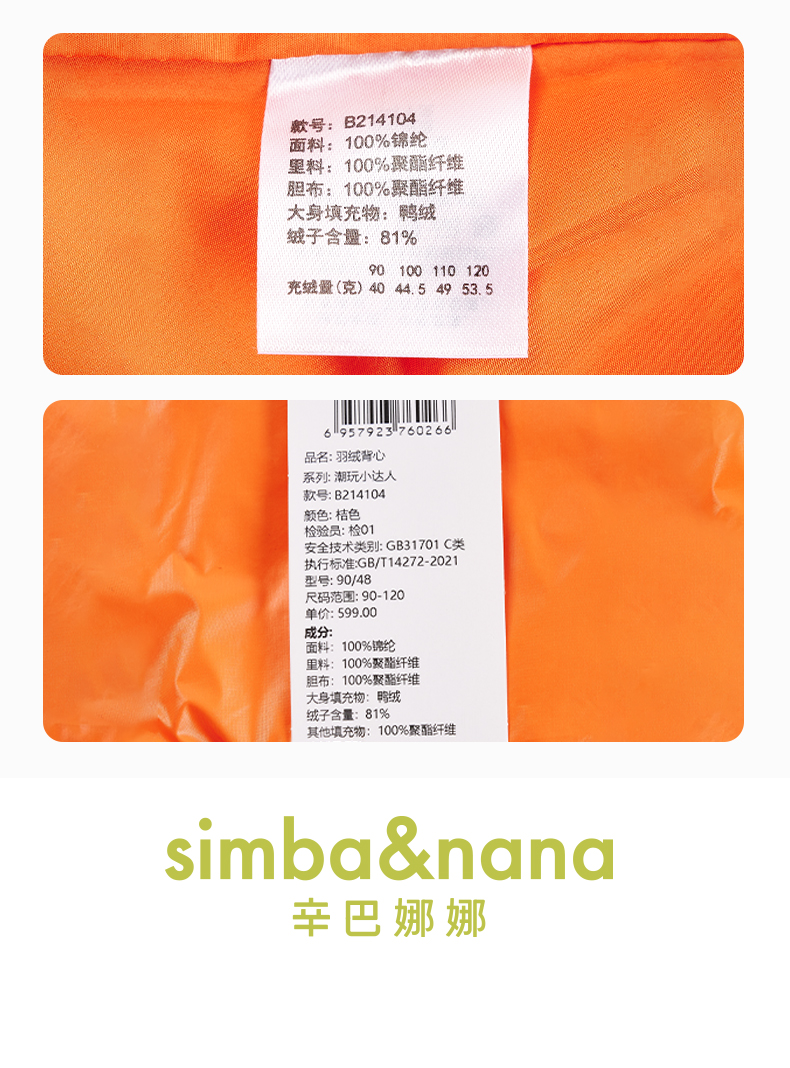 款号：B214104
面料：100%锦纶
里料：100%聚酯纤维
胆布：100%聚酯纤维
大身填充物：鸭绒
绒子含量：81%
90 100 110 120
充绒量(克) 40 44.5 49 53.5
6 957923 760266
品名: 羽绒背心
系列: 潮玩小达人
款号: B214104
颜色: 桔色
检验员: 检01
安全技术类别: GB31701 C类
执行标准:GB/T14272-2021
型号: 90/48
尺码范围: 90-120
单价: 599.00
成分:
面料：100%锦纶
里料：100%聚酯纤维
胆布：100%聚酯纤维
大身填充物：鸭绒
绒子含量：81%
其他填充物：100%聚酯纤维
simba&nana
辛巴娜娜